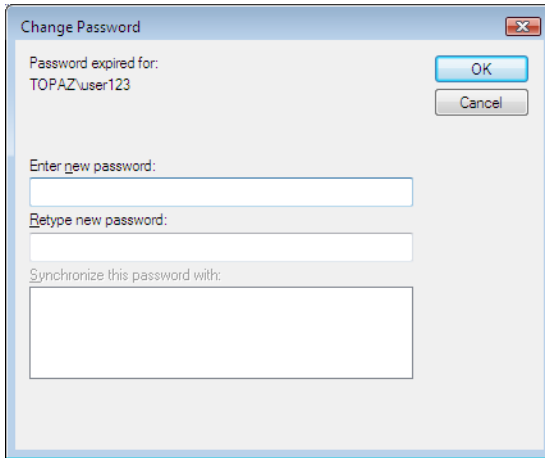 Change Password
Password expired for:
TOPAZ\user123
OK
Cancel
Enter new password:
Retype new password:
Synchronize this password with: